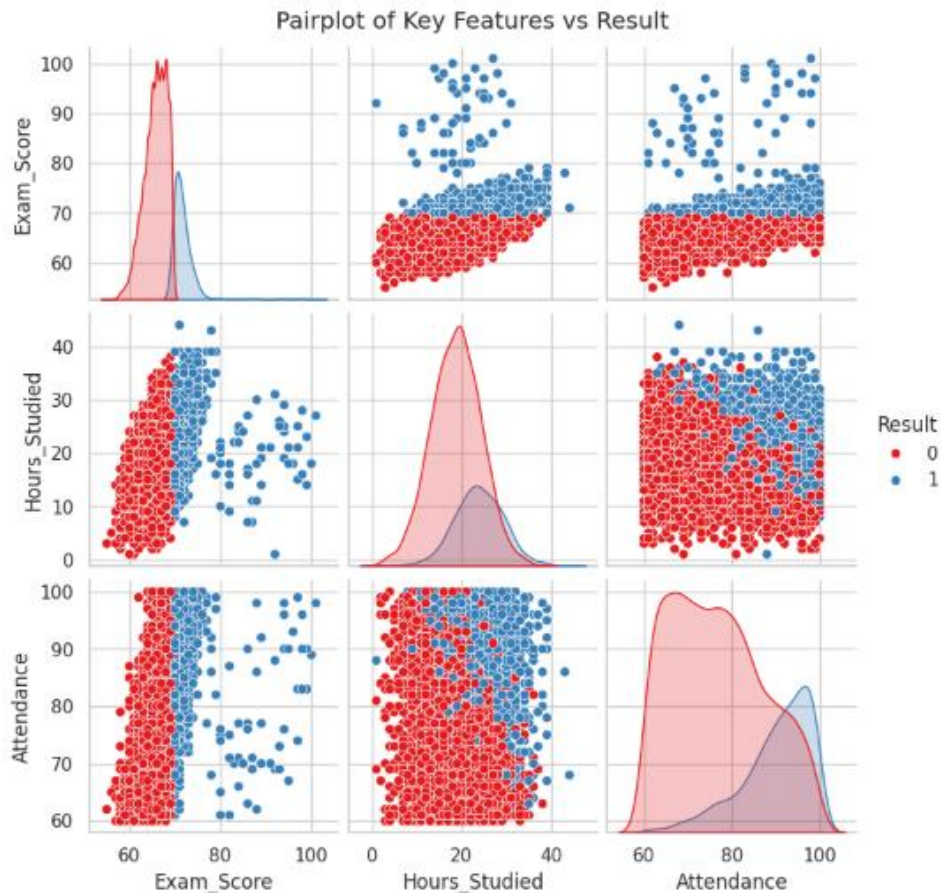 Pairplot of Key Features vs Result
100
90
80
70
60
Exam_Score
40
30
20
10
0
Hours_Studied
Result
0
1
100
90
80
70
60
Attendance
60 80 100 0 20 40 60 80 100
Exam_Score Hours_Studied Attendance